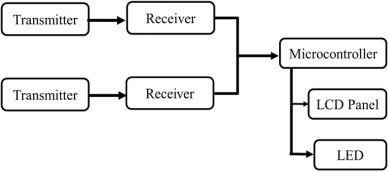 Transmitter
Receiver
Microcontroller
Transmitter
Receiver
LCD Panel
LED